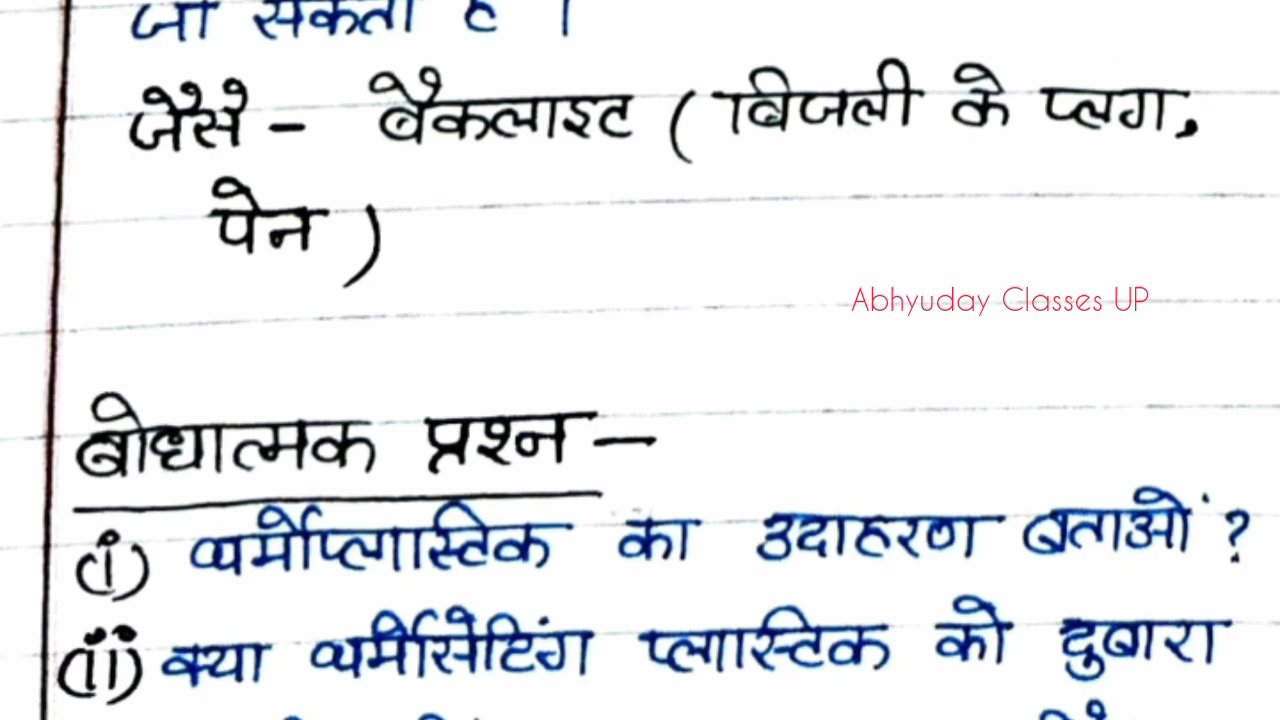 जा सकता है ।
जैसै - बैकलाइट ( बिजली के प्लग,
पेन )
Abhyuday Classes UP
बोधात्मक प्रश्न -
(i) थर्मोप्लास्टिक का उदाहरण बताओं ?
(ii) क्या थर्मोसेटिंग प्लास्टिक को दुबारा